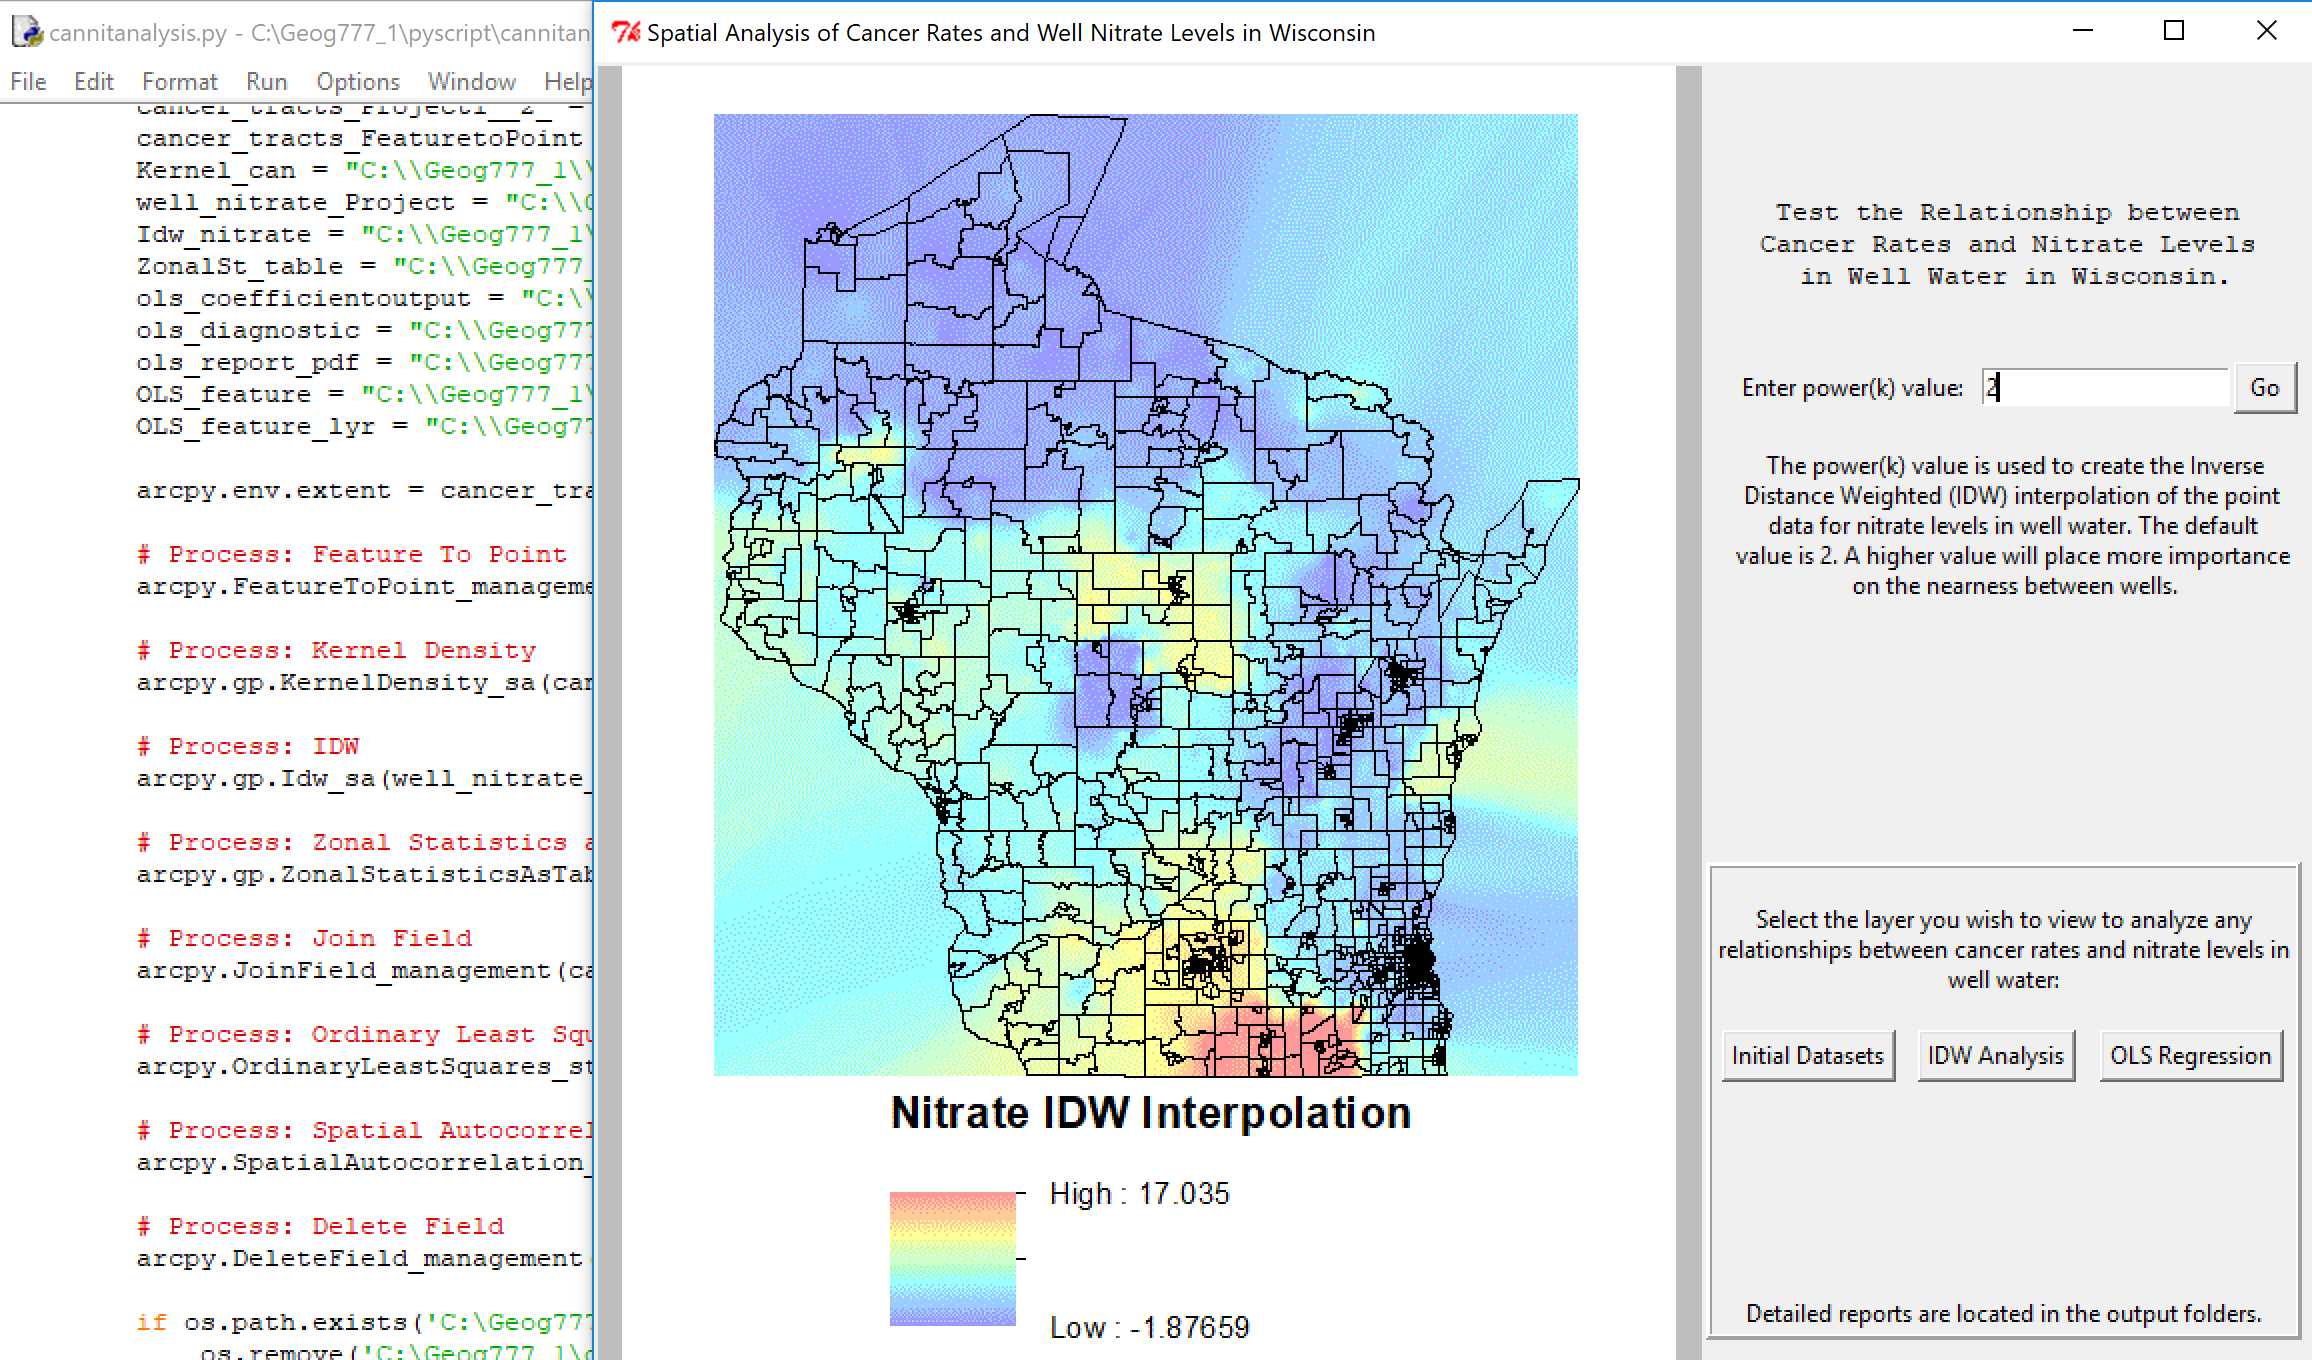 cannitanalysis.py - C:\Geog777_1\pyscript\cannitan
File Edit Format Run Options Window Help
cancer_tracts_FeaturetoPoint
Kernel_can = "C:\\Geog777_1\\
well_nitrate_Project = "C:\\
Idw_nitrate = "C:\\Geog777_1\
ZonalSt_table = "C:\\Geog777_
ols_coefficientoutput = "C:\\
ols_diagnostic = "C:\\Geog777
ols_report_pdf = "C:\\Geog777
OLS_feature = "C:\\Geog777_1\
OLS_feature_lyr = "C:\\Geog77
arcpy.env.extent = cancer_tra
# Process: Feature To Point
arcpy.FeatureToPoint_manageme
# Process: Kernel Density
arcpy.gp.KernelDensity_sa(can
# Process: IDW
arcpy.gp.Idw_sa(well_nitrate_
# Process: Zonal Statistics a
arcpy.gp.ZonalStatisticsAsTab
# Process: Join Field
arcpy.JoinField_management(ca
# Process: Ordinary Least Squ
arcpy.OrdinaryLeastSquares_st
# Process: Spatial Autocorrel
arcpy.SpatialAutocorrelation_
# Process: Delete Field
arcpy.DeleteField_management
if os.path.exists('C:\Geog777
os.remove('C:\Geog777_1\
Spatial Analysis of Cancer Rates and Well Nitrate Levels in Wisconsin
Nitrate IDW Interpolation
High : 17.035
Low : -1.87659
Test the Relationship between
Cancer Rates and Nitrate Levels
in Well Water in Wisconsin.
Enter power(k) value: 2 Go
The power(k) value is used to create the Inverse
Distance Weighted (IDW) interpolation of the point
data for nitrate levels in well water. The default
value is 2. A higher value will place more importance
on the nearness between wells.
Select the layer you wish to view to analyze any
relationships between cancer rates and nitrate levels in
well water:
Initial Datasets IDW Analysis OLS Regression
Detailed reports are located in the output folders.